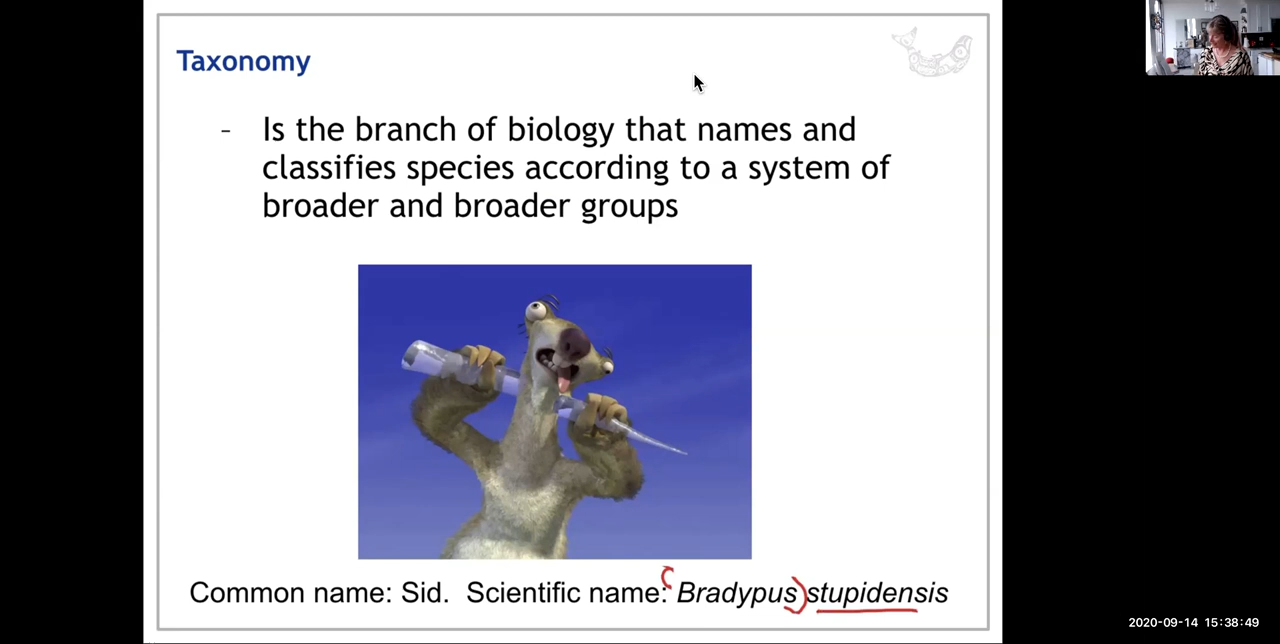 Taxonomy
- Is the branch of biology that names and
classifies species according to a system of
broader and broader groups
Common name: Sid. Scientific name: Bradypus stupidensis
2020-09-14 15:38:49